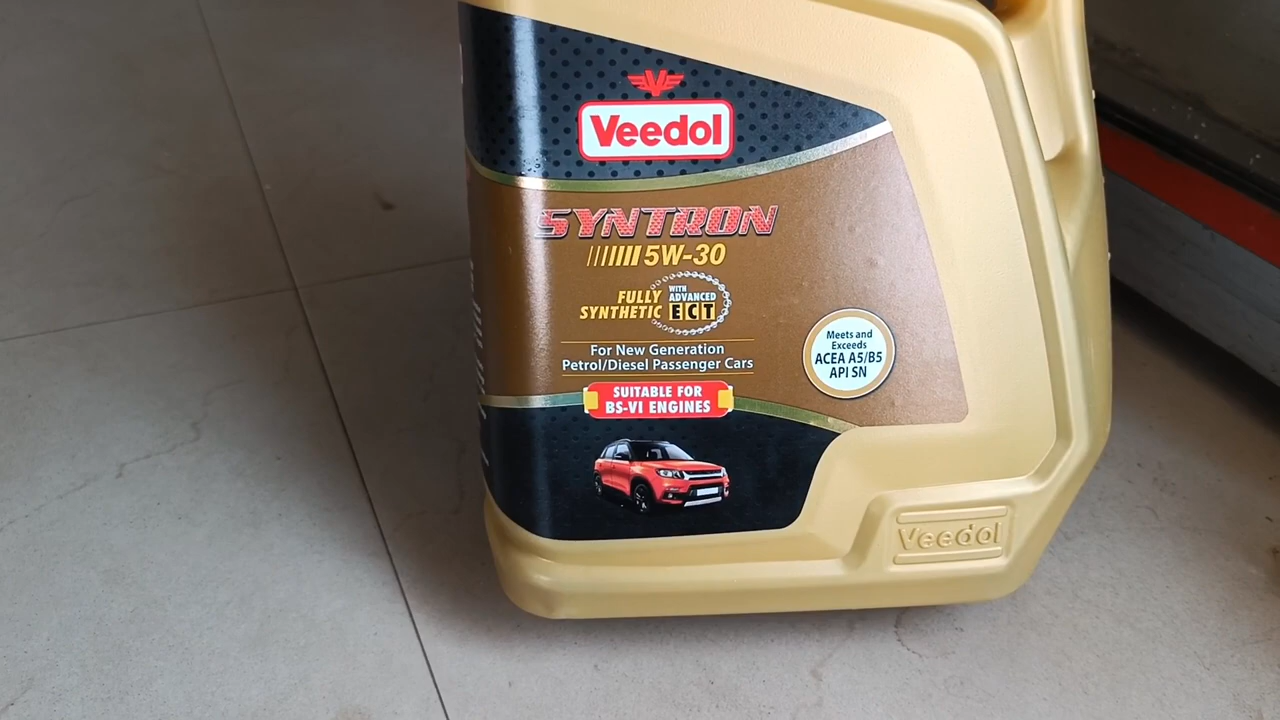 Veedol
SYNTRON
5W-30
FULLY
SYNTHETIC
WITH
ADVANCED
ECT
For New Generation
Petrol/Diesel Passenger Cars
SUITABLE FOR
BS-VI ENGINES
Meets and
Exceeds
ACEA A5/B5
API SN
Veedol